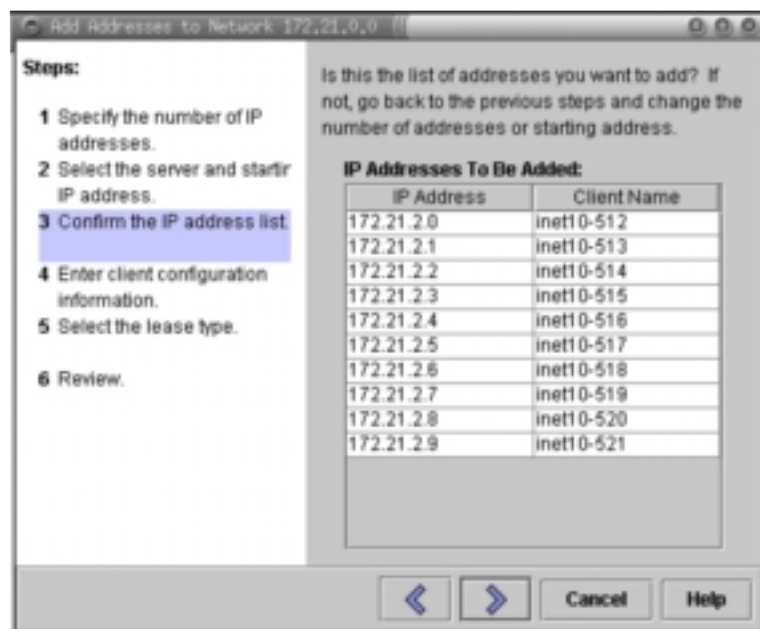 Add Addresses to Network 172.21.0.0
Steps:
1 Specify the number of IP
addresses.
2 Select the server and startir
IP address.
3 Confirm the IP address list.
4 Enter client configuration
information.
5 Select the lease type.
6 Review.
Is this the list of addresses you want to add? If
not, go back to the previous steps and change the
number of addresses or starting address.
IP Addresses To Be Added:
IP Address Client Name
172.21.2.0 inet10-512
172.21.2.1 inet10-513
172.21.2.2 inet10-514
172.21.2.3 inet10-515
172.21.2.4 inet10-516
172.21.2.5 inet10-517
172.21.2.6 inet10-518
172.21.2.7 inet10-519
172.21.2.8 inet10-520
172.21.2.9 inet10-521
Cancel Help